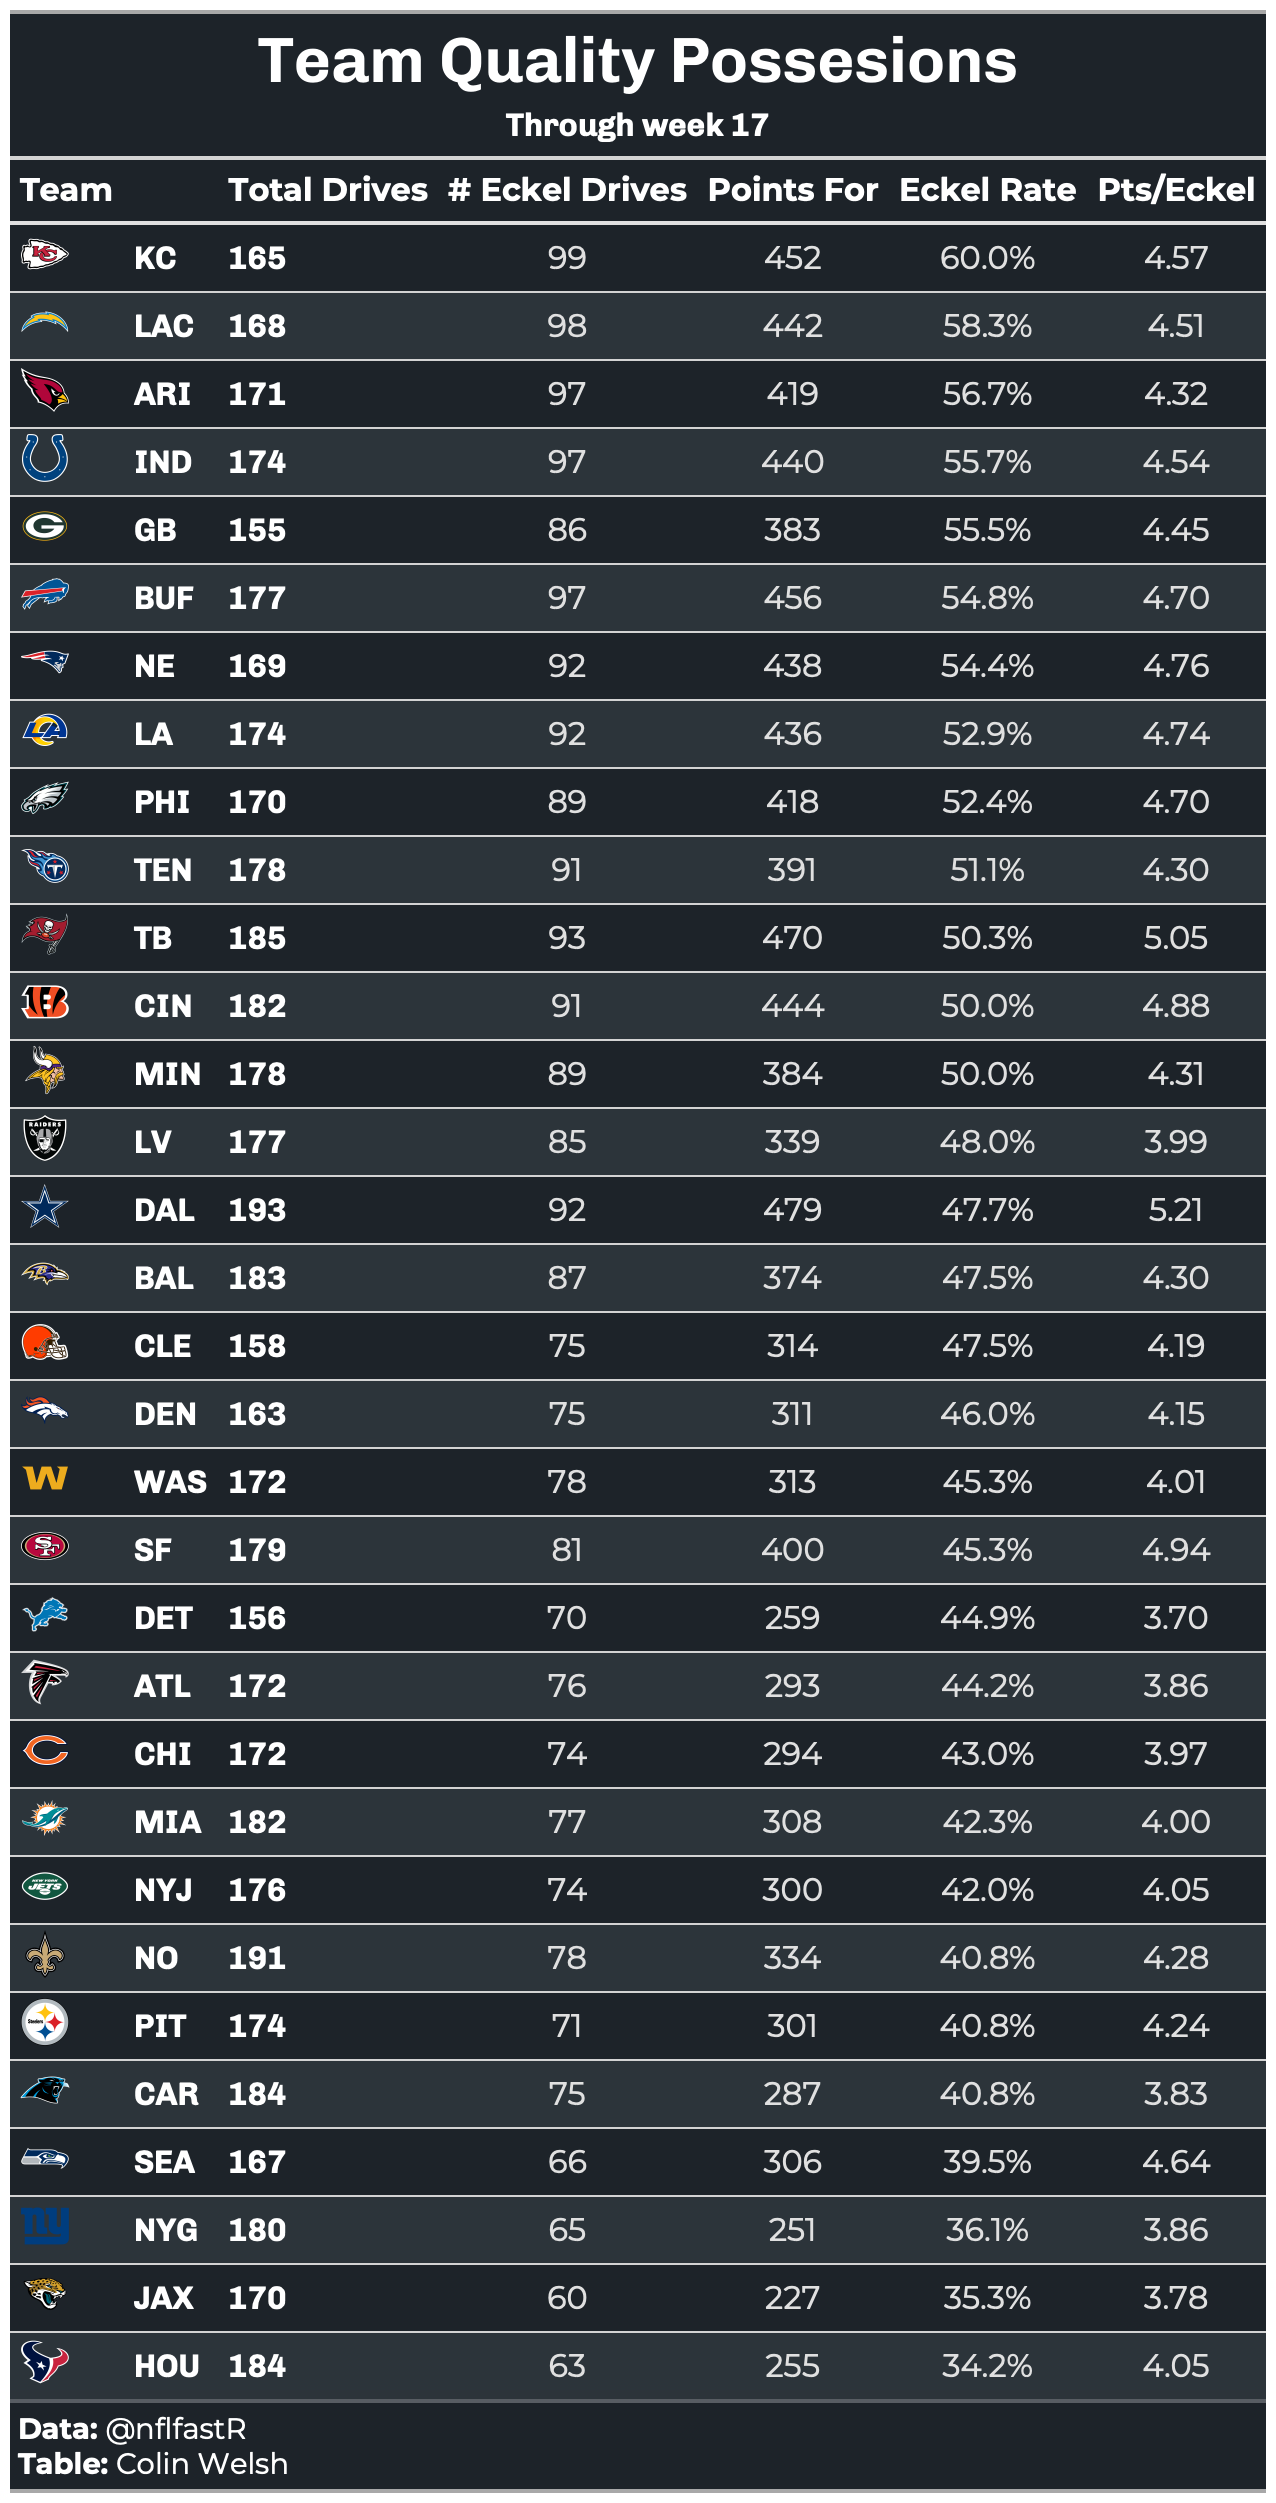 Team Quality Possesions
Through week 17
Team Total Drives # Eckel Drives Points For Eckel Rate Pts/Eckel
KC 165 99 452 60.0% 4.57
LAC 168 98 442 58.3% 4.51
ARI 171 97 419 56.7% 4.32
IND 174 97 440 55.7% 4.54
GB 155 86 383 55.5% 4.45
BUF 177 97 456 54.8% 4.70
NE 169 92 438 54.4% 4.76
LA 174 92 436 52.9% 4.74
PHI 170 89 418 52.4% 4.70
TEN 178 91 391 51.1% 4.30
TB 185 93 470 50.3% 5.05
CIN 182 91 444 50.0% 4.88
MIN 178 89 384 50.0% 4.31
LV 177 85 339 48.0% 3.99
DAL 193 92 479 47.7% 5.21
BAL 183 87 374 47.5% 4.30
CLE 158 75 314 47.5% 4.19
DEN 163 75 311 46.0% 4.15
WAS 172 78 313 45.3% 4.01
SF 179 81 400 45.3% 4.94
DET 156 70 259 44.9% 3.70
ATL 172 76 293 44.2% 3.86
CHI 172 74 294 43.0% 3.97
MIA 182 77 308 42.3% 4.00
NYJ 176 74 300 42.0% 4.05
NO 191 78 334 40.8% 4.28
PIT 174 71 301 40.8% 4.24
CAR 184 75 287 40.8% 3.83
SEA 167 66 306 39.5% 4.64
NYG 180 65 251 36.1% 3.86
JAX 170 60 227 35.3% 3.78
HOU 184 63 255 34.2% 4.05
Data: @nflfastR
Table: Colin Welsh